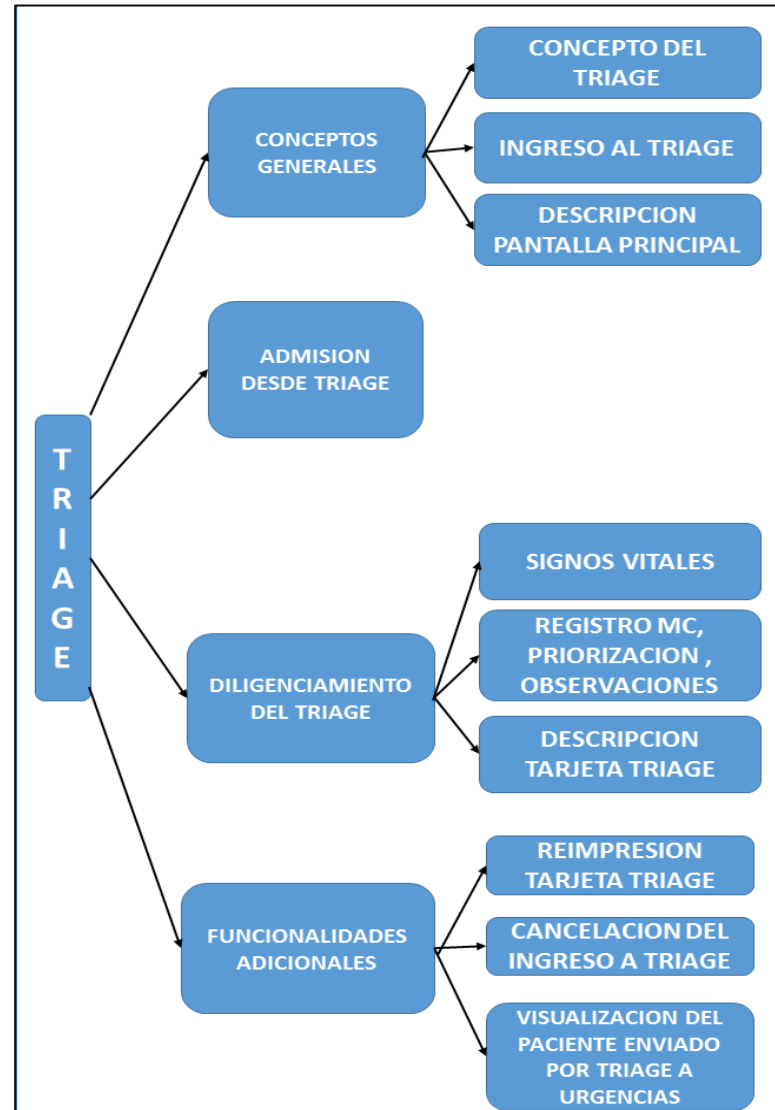 TRIAGE
CONCEPTOS
GENERALES
CONCEPTO DEL
TRIAGE
INGRESO AL TRIAGE
DESCRIPCION
PANTALLA PRINCIPAL
ADMISION
DESDE TRIAGE
DILIGENCIAMIENTO
DEL TRIAGE
SIGNOS VITALES
REGISTRO MC,
PRIORIZACION ,
OBSERVACIONES
DESCRIPCION
TARJETA TRIAGE
FUNCIONALIDADES
ADICIONALES
REIMPRESION
TARJETA TRIAGE
CANCELACION DEL
INGRESO A TRIAGE
VISUALIZACION DEL
PACIENTE ENVIADO
POR TRIAGE A
URGENCIAS